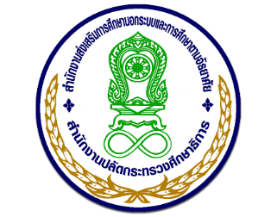 สำนักงานส่งเสริมการศึกษานอกระบบและการศึกษาตามอัธยาศัย
สำนักงานปลัดกระทรวงศึกษาธิการ